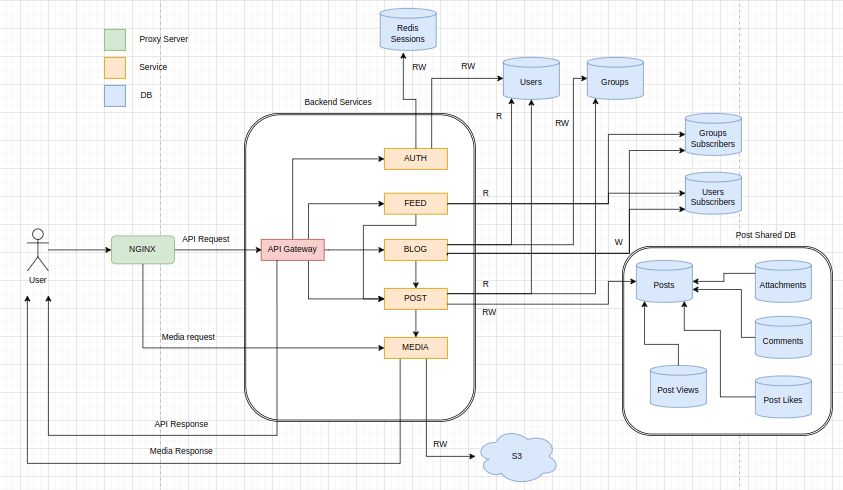 Redis
Sessions
Proxy Server
Service
DB
RW
RW
Users
Groups
Backend Services
R
RW
Groups
Subscribers
AUTH
FEED
R
Users
Subscribers
User
NGINX
API Request
API Gateway
BLOG
W
Post Shared DB
Posts
Attachments
POST
R
RW
Media request
MEDIA
Comments
Post Views
Post Likes
API Response
Media Response
RW
S3